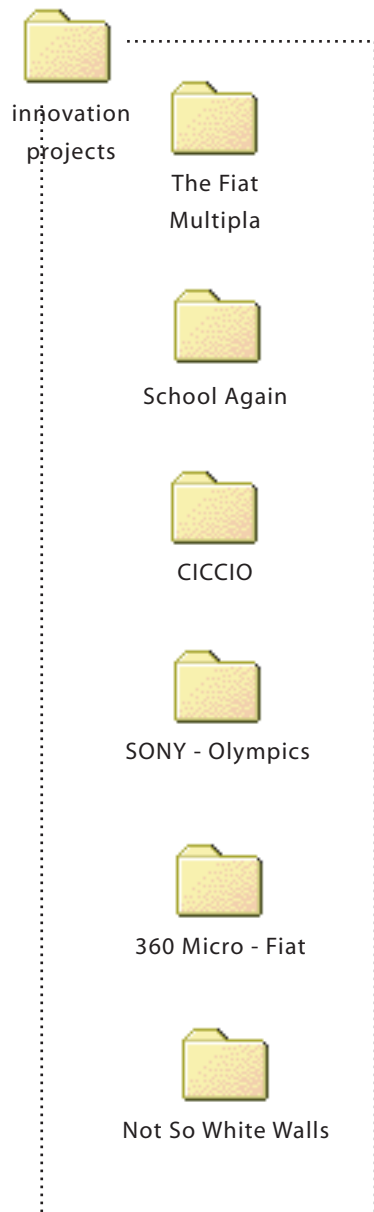 innovation
projects
The Fiat
Multipla
School Again
CICCIO
SONY - Olympics
360 Micro - Fiat
Not So White Walls